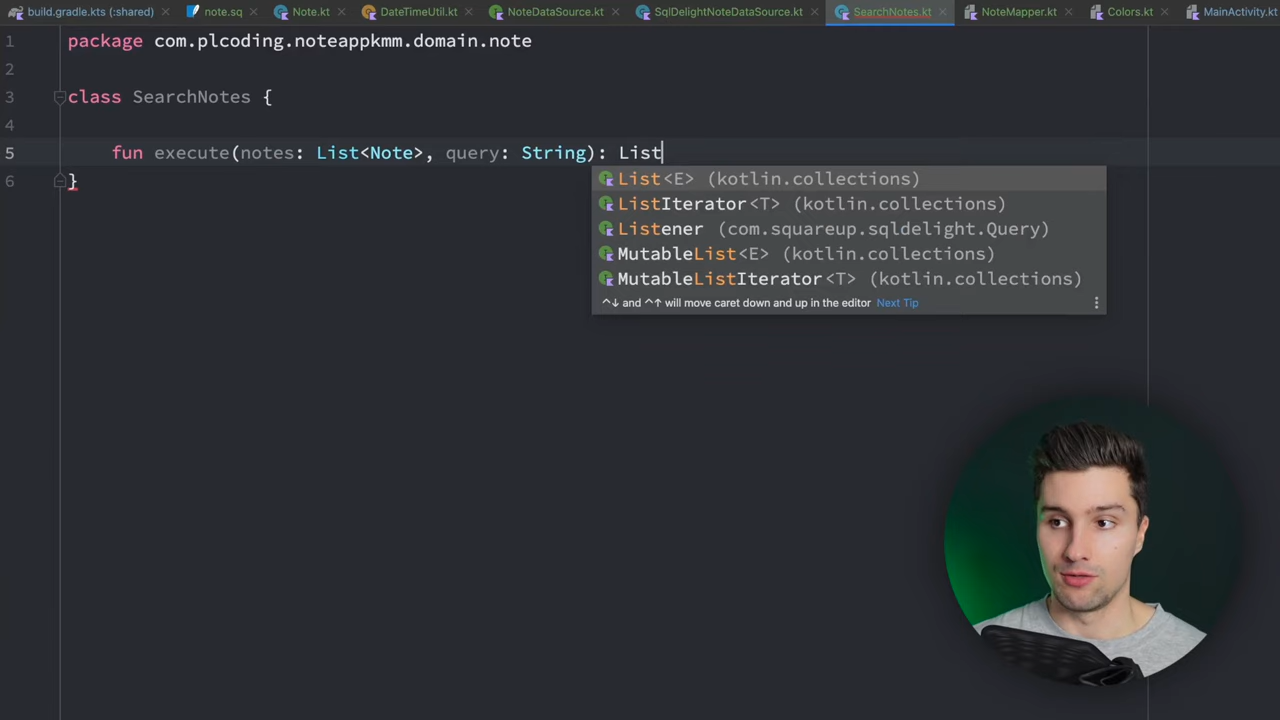 build.gradle.kts (:shared) note.sq Note.kt DateTimeUtil.kt NoteDataSource.kt SqlDelightNoteDataSource.kt SearchNotes.kt NoteMapper.kt Colors.kt MainActivity.kt
1 package com.plcoding.noteappkmm.domain.note
2
3 class SearchNotes {
4
5 fun execute(notes: List<Note>, query: String): List
6 }
List<E> (kotlin.collections)
ListIterator<T> (kotlin.collections)
Listener (com.squareup.sqldelight.Query)
MutableList<E> (kotlin.collections)
MutableListIterator<T> (kotlin.collections)
^↓ and ^↑ will move caret down and up in the editor Next Tip